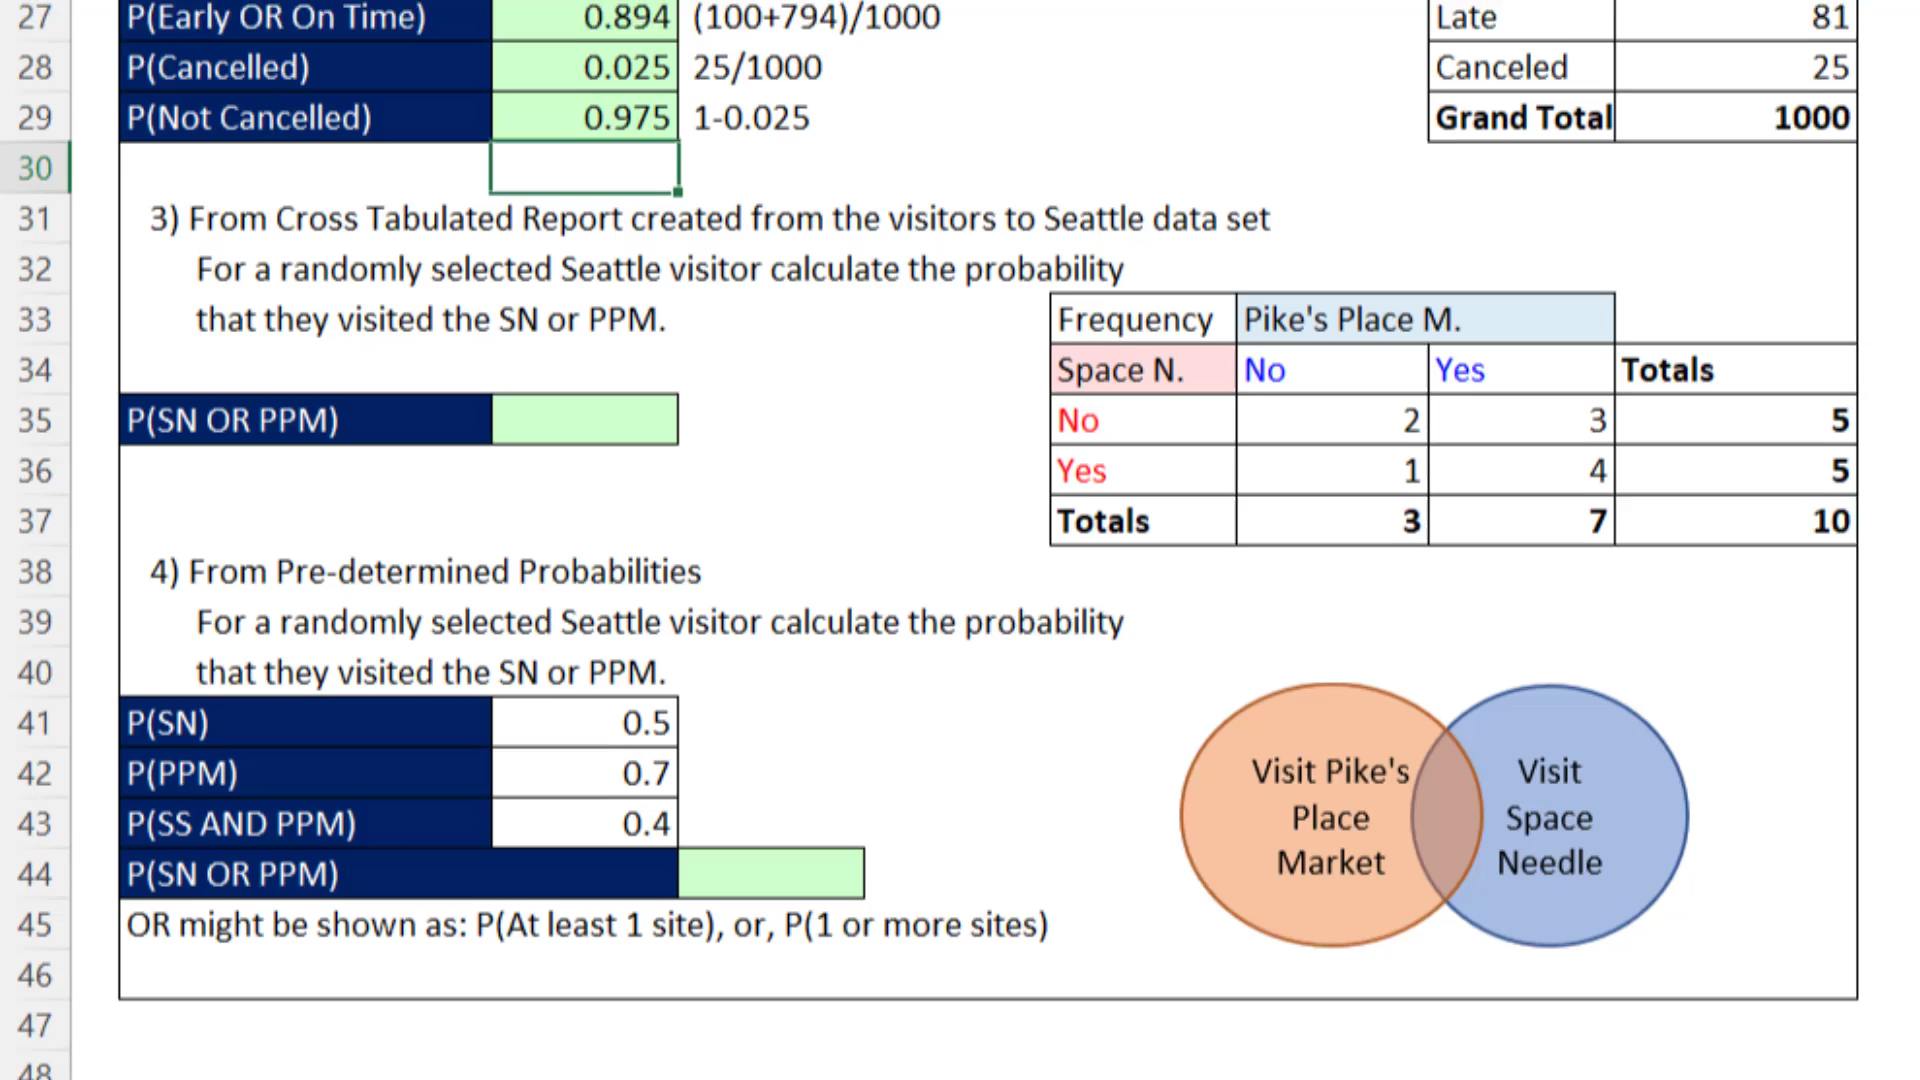 27 P(Early OR On Time) 0.894 (100+794)/1000 Late 81
28 P(Cancelled) 0.025 25/1000 Canceled 25
29 P(Not Cancelled) 0.975 1-0.025 Grand Total 1000
30
31 3) From Cross Tabulated Report created from the visitors to Seattle data set
32 For a randomly selected Seattle visitor calculate the probability
33 that they visited the SN or PPM. Frequency Pike's Place M.
34 Space N. No Yes Totals
35 P(SN OR PPM) No 2 3 5
36 Yes 1 4 5
37 Totals 3 7 10
38 4) From Pre-determined Probabilities
39 For a randomly selected Seattle visitor calculate the probability
40 that they visited the SN or PPM.
41 P(SN) 0.5
42 P(PPM) 0.7
43 P(SS AND PPM) 0.4
44 P(SN OR PPM)
45 OR might be shown as: P(At least 1 site), or, P(1 or more sites)
46
47
48
Visit Pike's
Place
Market
Visit
Space
Needle